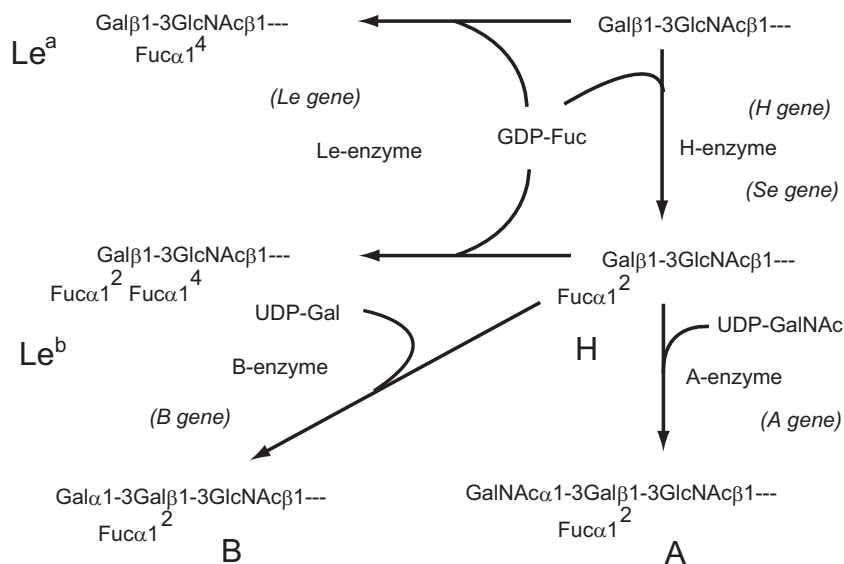 Galβ1-3GlcNAcβ1---
Fucα1⁴
Leᵃ
Galβ1-3GlcNAcβ1---
(Le gene)
Le-enzyme
GDP-Fuc
(H gene)
H-enzyme
(Se gene)
Galβ1-3GlcNAcβ1---
Fucα1² Fucα1⁴
Leᵇ
Galβ1-3GlcNAcβ1---
Fucα1²
H
UDP-Gal
B-enzyme
(B gene)
UDP-GalNAc
A-enzyme
(A gene)
Galα1-3Galβ1-3GlcNAcβ1---
Fucα1²
B
GalNAcα1-3Galβ1-3GlcNAcβ1---
Fucα1²
A